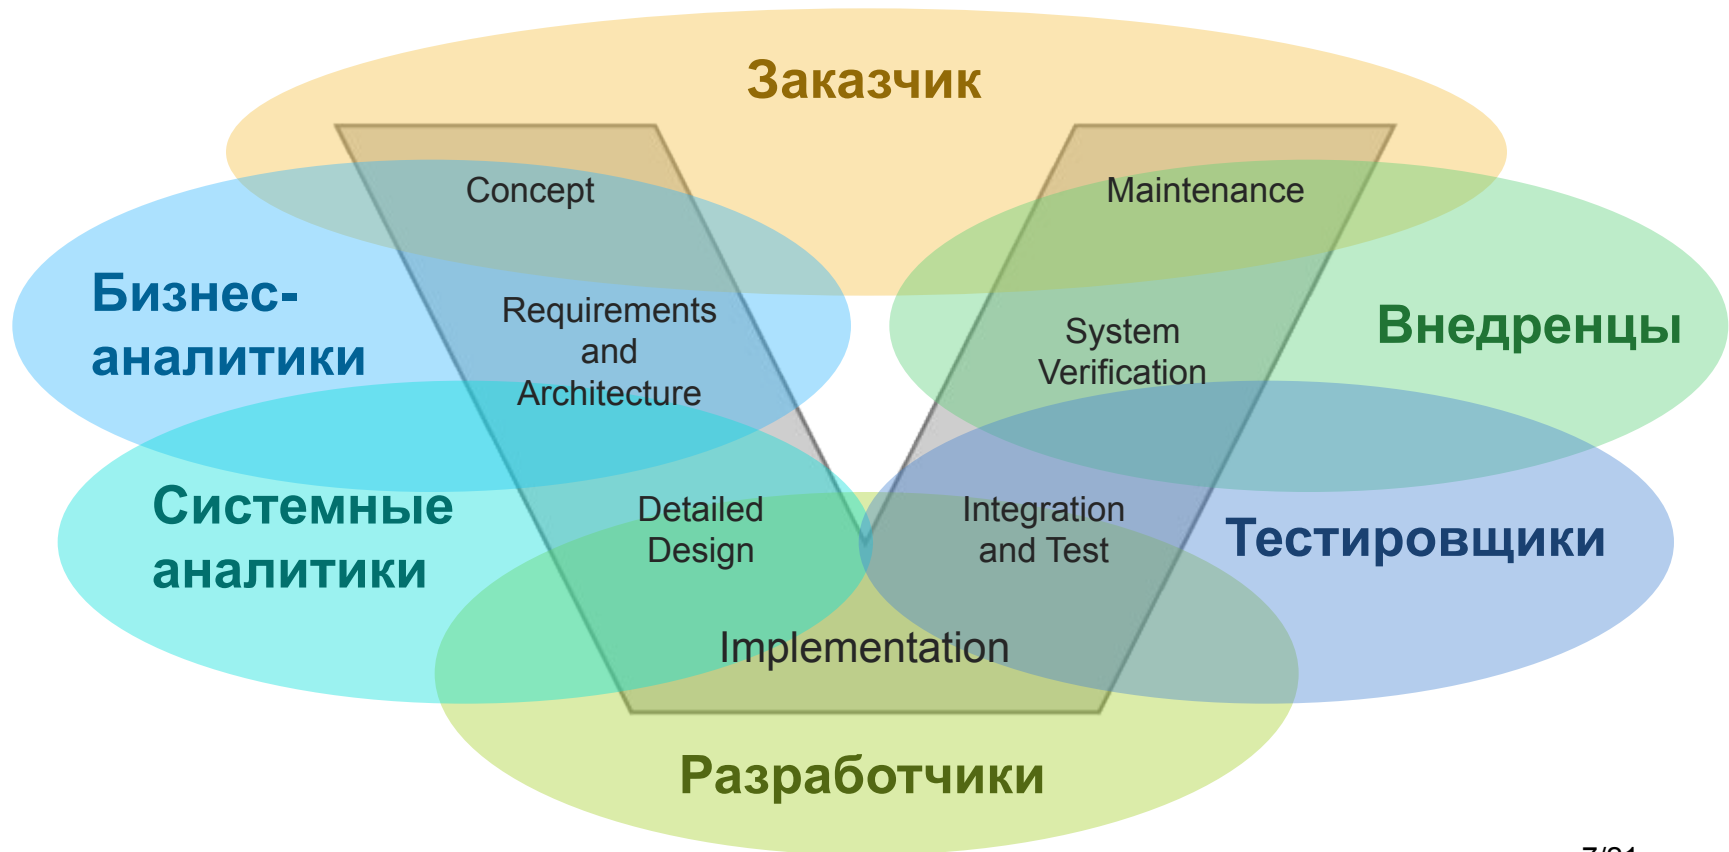 Заказчик
Concept
Maintenance
Бизнес-
аналитики
Requirements
and
Architecture
System
Verification
Внедренцы
Системные
аналитики
Detailed
Design
Integration
and Test
Тестировщики
Implementation
Разработчики